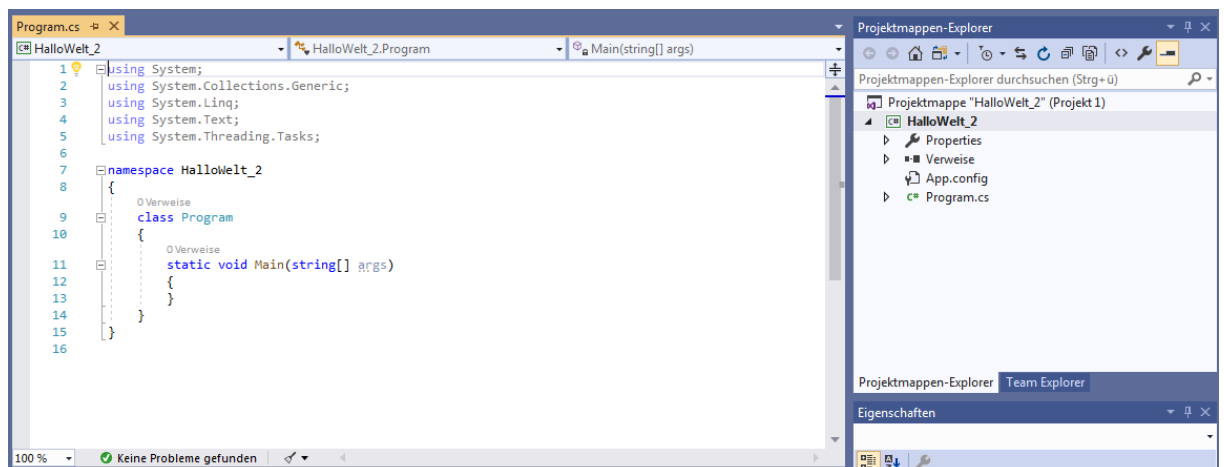 Program.cs
HalloWelt_2
HalloWelt_2.Program
Main(string[] args)
1 using System;
2 using System.Collections.Generic;
3 using System.Linq;
4 using System.Text;
5 using System.Threading.Tasks;
6
7 namespace HalloWelt_2
8 {
0 Verweise
9 class Program
10 {
0 Verweise
11 static void Main(string[] args)
12 {
13 }
14 }
15 }
16
100 %
Keine Probleme gefunden
Projektmappen-Explorer
Projektmappen-Explorer durchsuchen (Strg+ü)
Projektmappe "HalloWelt_2" (Projekt 1)
C# HalloWelt_2
Properties
Verweise
App.config
C# Program.cs
Projektmappen-Explorer Team Explorer
Eigenschaften